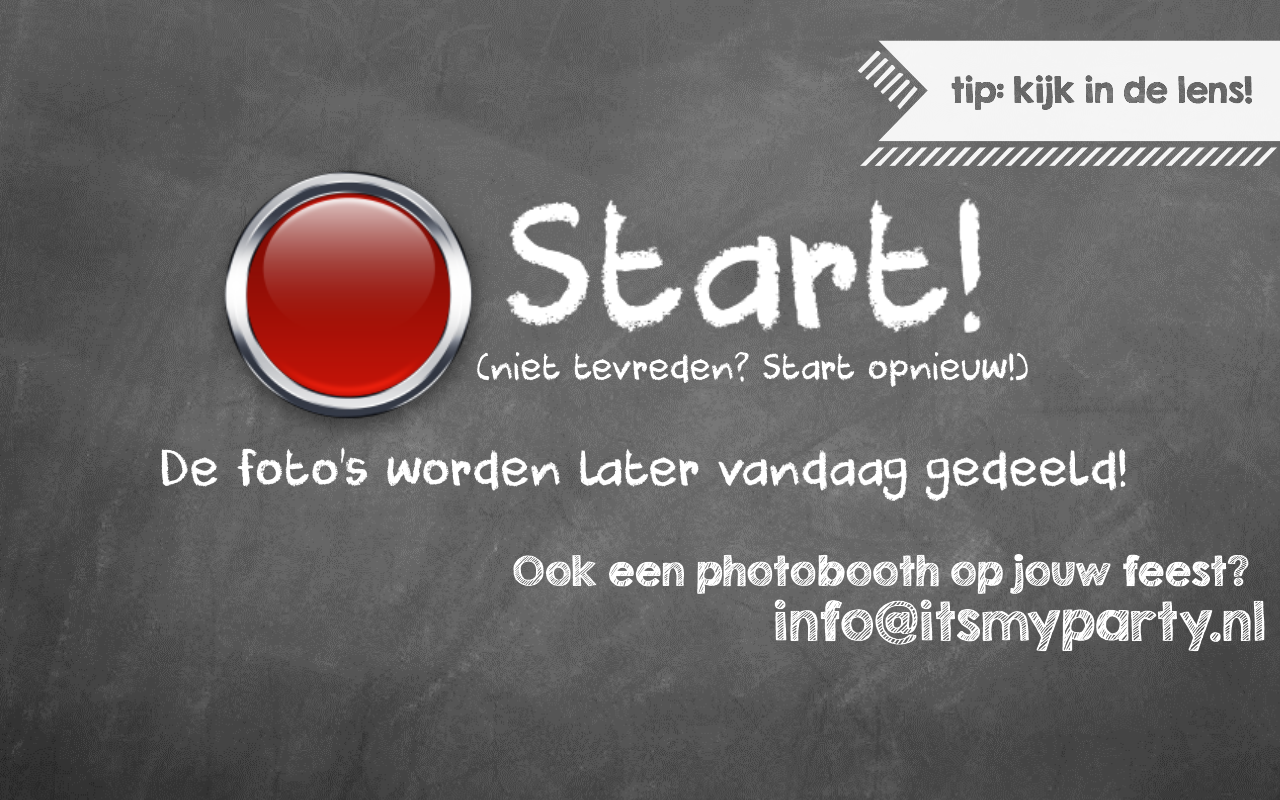 tip: kijk in de lens!
Start!
(niet tevreden? Start opnieuw!)
De foto's worden later vandaag gedeeld!
Ook een photobooth op jouw feest?
info@itsmyparty.nl